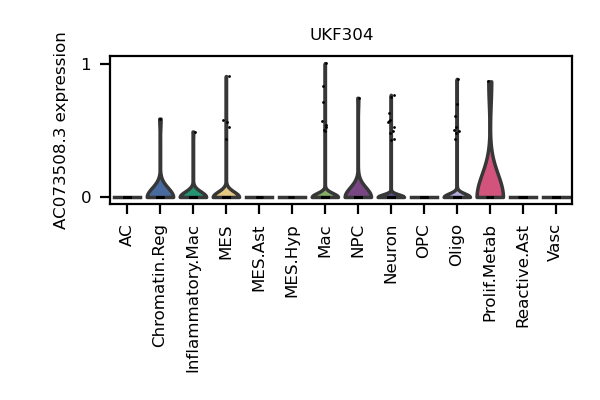 UKF304
AC073508.3 expression
1
0
AC
Chromatin.Reg
Inflammatory.Mac
MES
MES.Ast
MES.Hyp
Mac
NPC
Neuron
OPC
Oligo
Prolif.Metab
Reactive.Ast
Vasc